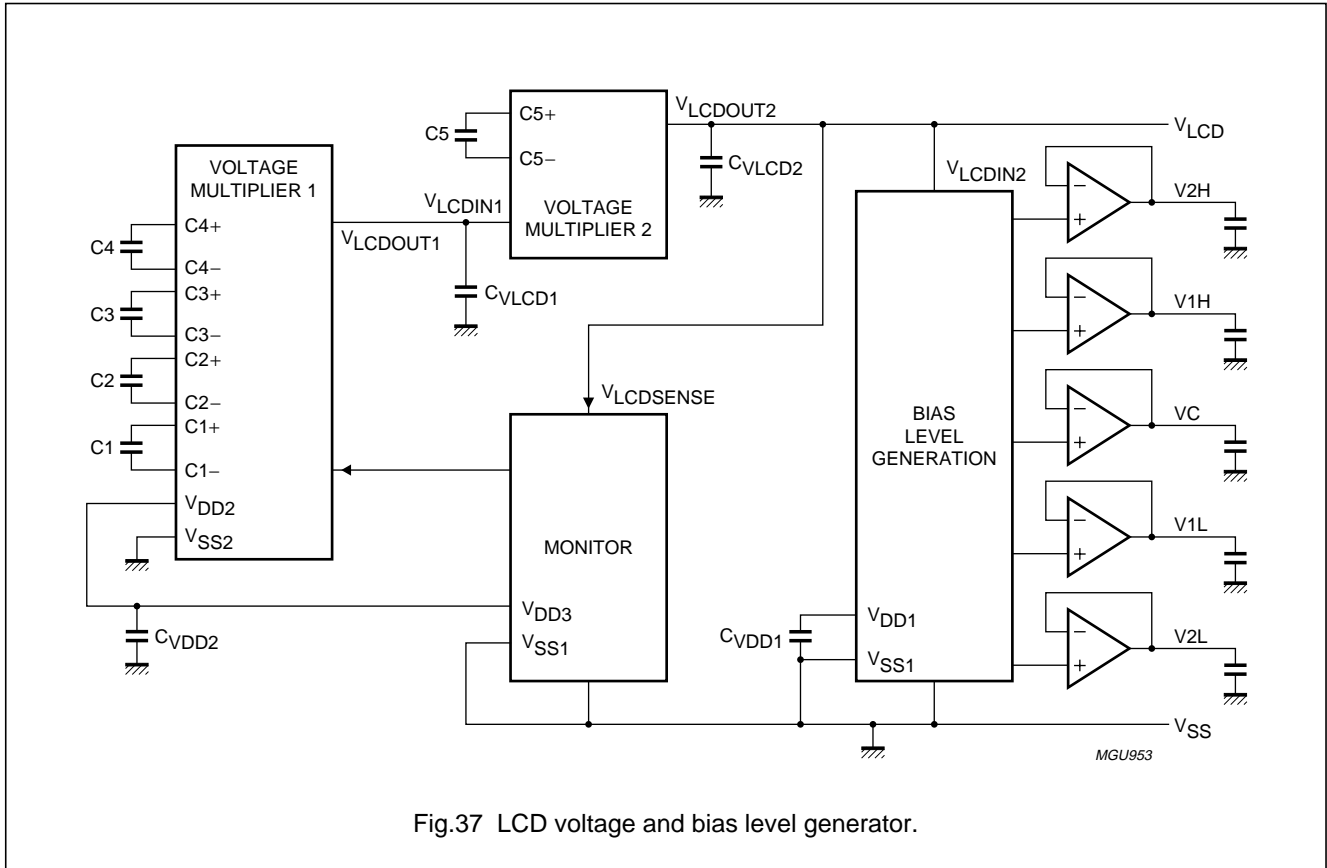 VOLTAGE
MULTIPLIER 1
C4+
C4
C4−
C3+
C3
C3−
C2+
C2
C2−
C1+
C1
C1−
VDD2
VSS2
CVDD2
VLCDOUT1
VLCDIN1
CVLCD1
C5+
C5
C5−
VOLTAGE
MULTIPLIER 2
VLCDOUT2
CVLCD2
VLCDSENSE
MONITOR
VDD3
VSS1
VLCD
VLCDIN2
BIAS
LEVEL
GENERATION
VDD1
CVDD1
VSS1
−
+
V2H
−
+
V1H
−
+
VC
−
+
V1L
−
+
V2L
VSS
MGU953
Fig.37 LCD voltage and bias level generator.